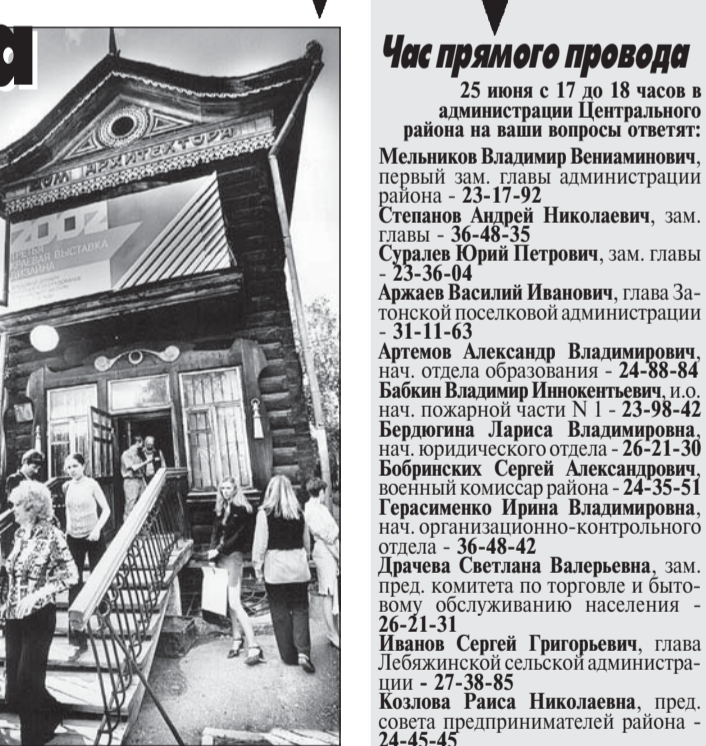 а
ДОМ АРХИТЕКТОРА
2002
ТРЕТЬЯ
КРАЕВАЯ ВЫСТАВКА
ДИЗАЙНА
Час прямого провода
25 июня с 17 до 18 часов в
администрации Центрального
района на ваши вопросы ответят:
Мельников Владимир Вениаминович,
первый зам. главы администрации
района - 23-17-92
Степанов Андрей Николаевич, зам.
главы - 36-48-35
Суралев Юрий Петрович, зам. главы
- 23-36-04
Аржаев Василий Иванович, глава За-
тонской поселковой администрации
- 31-11-63
Артемов Александр Владимирович,
нач. отдела образования - 24-88-84
Бабкин Владимир Иннокентьевич, и.о.
нач. пожарной части N 1 - 23-98-42
Бердюгина Лариса Владимировна,
нач. юридического отдела - 26-21-30
Бобринских Сергей Александрович,
военный комиссар района - 24-35-51
Герасименко Ирина Владимировна,
нач. организационно-контрольного
отдела - 36-48-42
Драчева Светлана Валерьевна, зам.
пред. комитета по торговле и быто-
вому обслуживанию населения -
26-21-31
Иванов Сергей Григорьевич, глава
Лебяжинской сельской администра-
ции - 27-38-85
Козлова Раиса Николаевна, пред.
совета предпринимателей района -
24-45-45